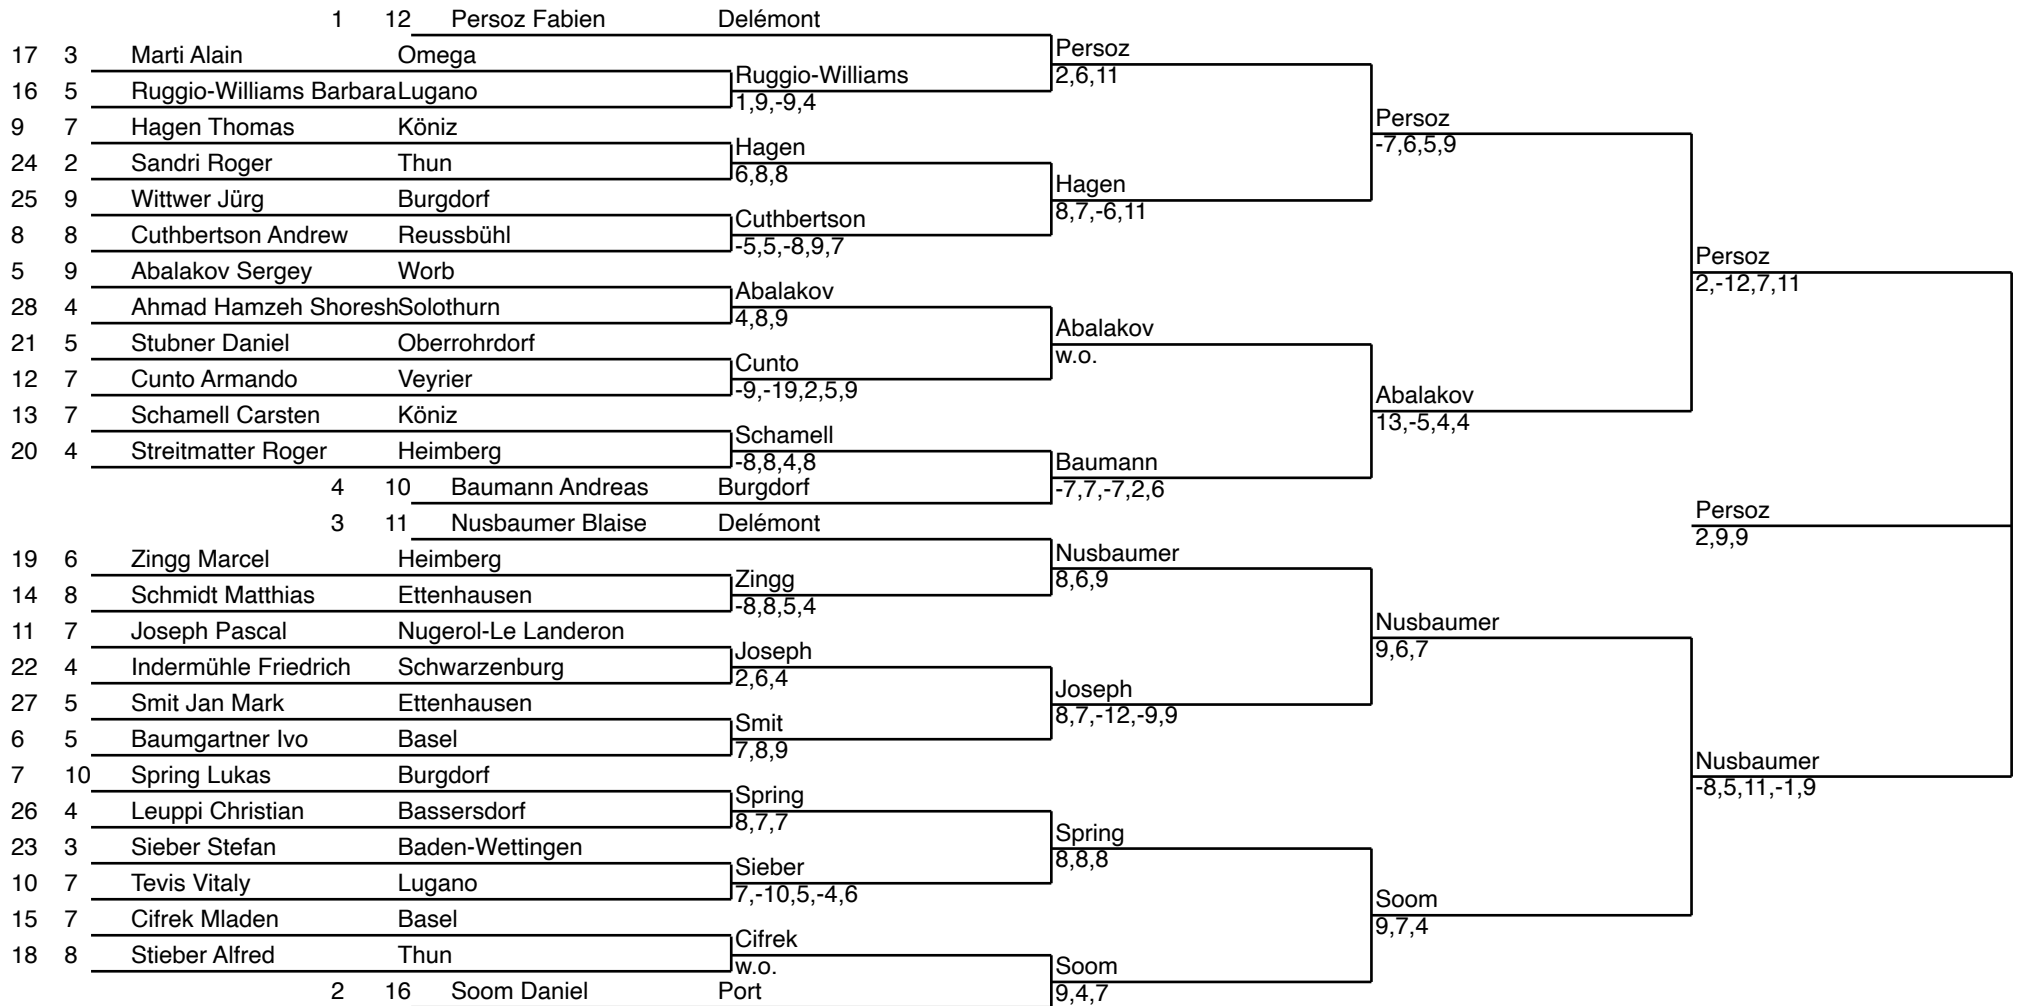 1 12 Persoz Fabien Delémont
Persoz
17 3 Marti Alain Omega
2,6,11
Ruggio-Williams
16 5 Ruggio-Williams Barbara Lugano
1,9,-9,4
Persoz
9 7 Hagen Thomas Köniz
-7,6,5,9
Hagen
24 2 Sandri Roger Thun
6,8,8
Hagen
25 9 Wittwer Jürg Burgdorf
8,7,-6,11
Cuthbertson
8 8 Cuthbertson Andrew Reussbühl
-5,5,-8,9,7
Persoz
5 9 Abalakov Sergey Worb
2,-12,7,11
Abalakov
28 4 Ahmad Hamzeh Shoresh Solothurn
4,8,9
Abalakov
21 5 Stubner Daniel Oberrohrdorf
w.o.
Cunto
12 7 Cunto Armando Veyrier
-9,-19,2,5,9
Abalakov
13 7 Schamell Carsten Köniz
13,-5,4,4
Schamell
20 4 Streitmatter Roger Heimberg
-8,8,4,8
Baumann
4 10 Baumann Andreas Burgdorf
-7,7,-7,2,6
Persoz
3 11 Nusbaumer Blaise Delémont
2,9,9
Nusbaumer
19 6 Zingg Marcel Heimberg
8,6,9
Zingg
14 8 Schmidt Matthias Ettenhausen
-8,8,5,4
Nusbaumer
11 7 Joseph Pascal Nugerol-Le Landeron
9,6,7
Joseph
22 4 Indermühle Friedrich Schwarzenburg
2,6,4
Joseph
27 5 Smit Jan Mark Ettenhausen
8,7,-12,-9,9
Smit
6 5 Baumgartner Ivo Basel
7,8,9
Nusbaumer
7 10 Spring Lukas Burgdorf
-8,5,11,-1,9
Spring
26 4 Leuppi Christian Bassersdorf
8,7,7
Spring
23 3 Sieber Stefan Baden-Wettingen
8,8,8
Sieber
10 7 Tevis Vitaly Lugano
7,-10,5,-4,6
Soom
15 7 Cifrek Mladen Basel
9,7,4
Cifrek
18 8 Stieber Alfred Thun
w.o.
Soom
2 16 Soom Daniel Port
9,4,7